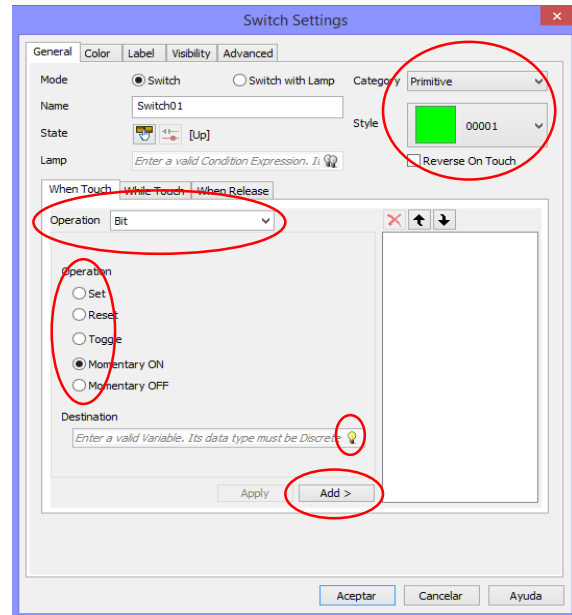 Switch Settings
General Color Label Visibility Advanced
Mode Switch Switch with Lamp Category Primitive
Name Switch01
State [Up] Style 00001
Lamp Enter a valid Condition Expression. I Reverse On Touch
When Touch While Touch When Release
Operation Bit
Operation
Set
Reset
Toggle
Momentary ON
Momentary OFF
Destination
Enter a valid Variable. Its data type must be Discrete
Apply Add >
Aceptar Cancelar Ayuda